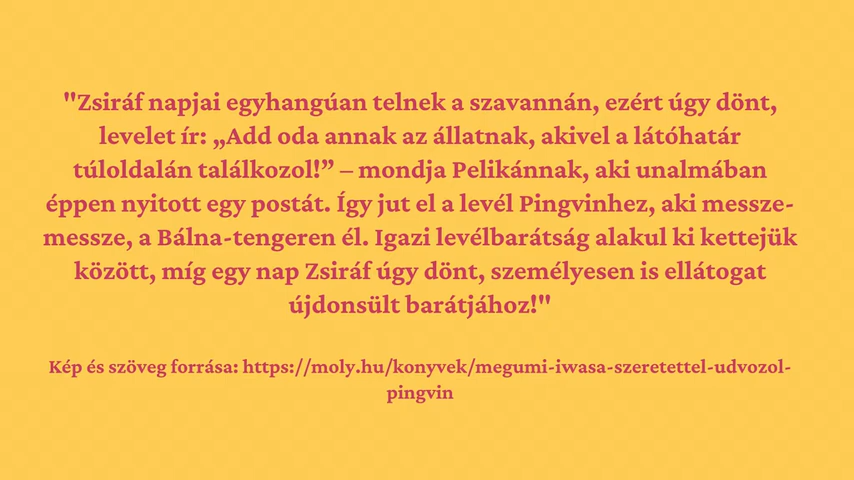 "Zsiráf napjai egyhangúan telnek a szavannán, ezért úgy dönt,
levelet ír: „Add oda annak az állatnak, akivel a látóhatár
túloldalán találkozol!” – mondja Pelikánnak, aki unalmában
éppen nyitott egy postát. Így jut el a levél Pingvinhez, aki messze-
messze, a Bálna-tengeren él. Igazi levélbarátság alakul ki kettejük
között, míg egy nap Zsiráf úgy dönt, személyesen is ellátogat
újdonsült barátjához!"
Kép és szöveg forrása: https://moly.hu/konyvek/megumi-iwasa-szeretettel-udvozol-
pingvin